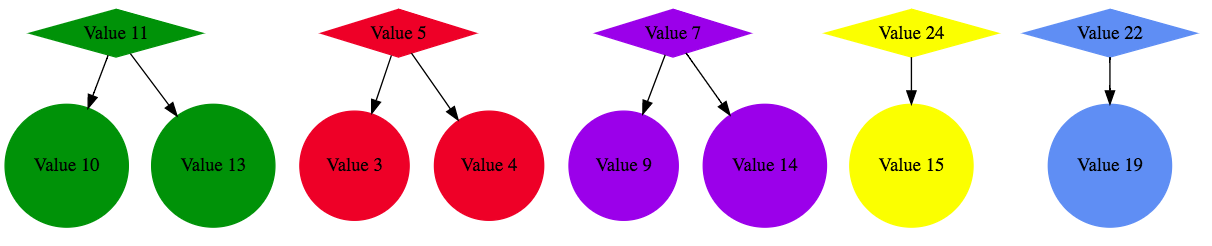 Value 11
Value 5
Value 7
Value 24
Value 22
Value 10
Value 13
Value 3
Value 4
Value 9
Value 14
Value 15
Value 19